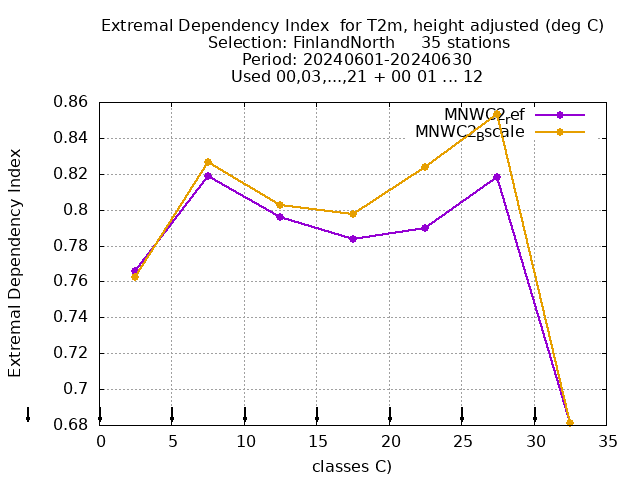 Extremal Dependency Index  for T2m, height adjusted (deg C)
Selection: FinlandNorth     35 stations
Period: 20240601-20240630
Used 00,03,...,21 + 00 01 ... 12
MNWC2ref
MNWC2Bscale
Extremal Dependency Index
0.86
0.84
0.82
0.8
0.78
0.76
0.74
0.72
0.7
0.68
0 5 10 15 20 25 30 35
classes C)